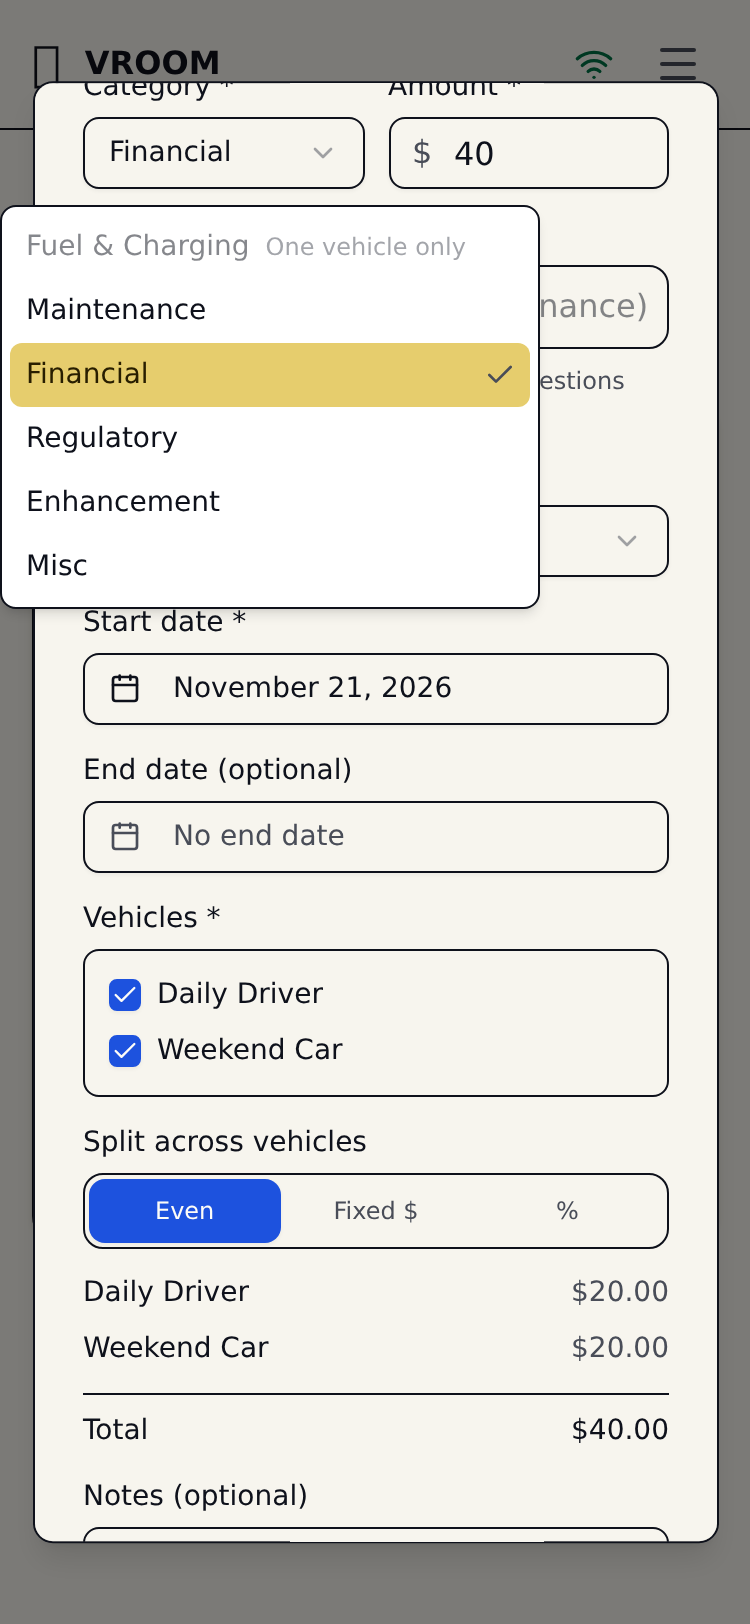 VROOM
Category *
Amount *
Financial
$ 40
Fuel & Charging One vehicle only
Maintenance
nance)
Financial
estions
Regulatory
Enhancement
Misc
Start date *
November 21, 2026
End date (optional)
No end date
Vehicles *
Daily Driver
Weekend Car
Split across vehicles
Even Fixed $ %
Daily Driver $20.00
Weekend Car $20.00
Total $40.00
Notes (optional)